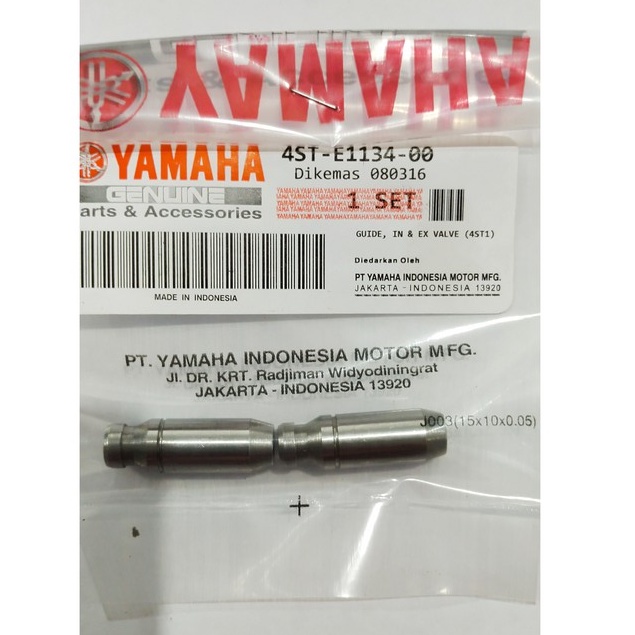 YAMAHA
YAMAHA
GENUINE
Parts & Accessories
4ST-E1134-00
Dikemas 080316
1 SET
GUIDE, IN & EX VALVE (4ST1)
Diedarkan Oleh
PT YAMAHA INDONESIA MOTOR MFG.
JAKARTA - INDONESIA 13920
MADE IN INDONESIA
PT. YAMAHA INDONESIA MOTOR MFG.
Jl. DR. KRT. Radjiman Widyodiningrat
JAKARTA - INDONESIA 13920
J003(15x10x0.05)